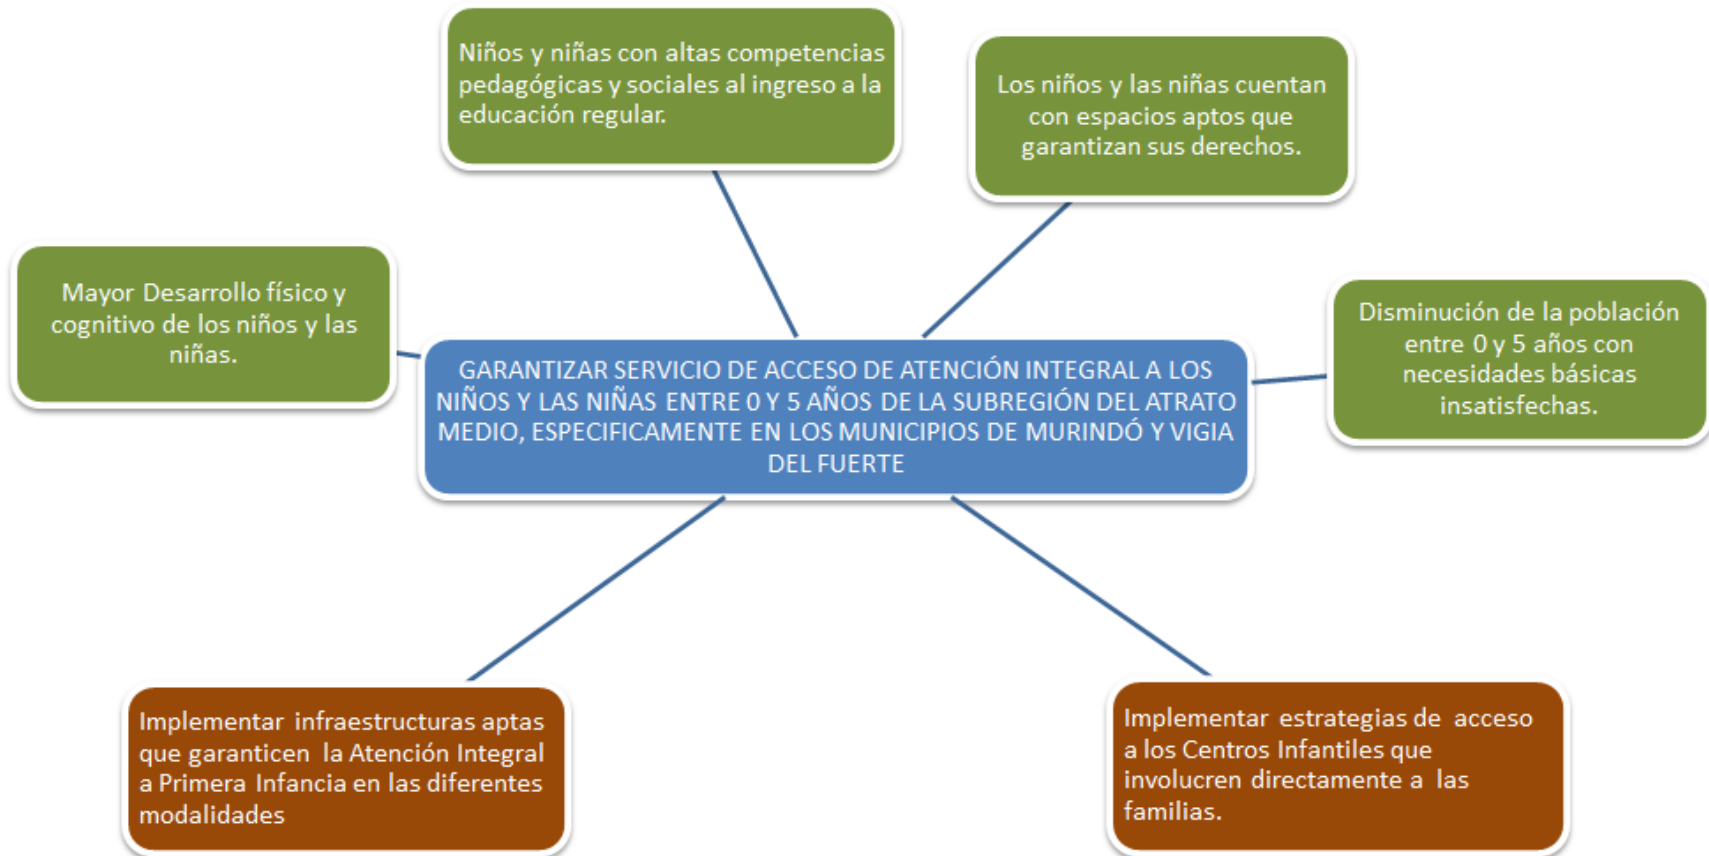 Niños y niñas con altas competencias
pedagógicas y sociales al ingreso a la
educación regular.
Los niños y las niñas cuentan
con espacios aptos que
garantizan sus derechos.
Mayor Desarrollo físico y
cognitivo de los niños y las
niñas.
Disminución de la población
entre 0 y 5 años con
necesidades básicas
insatisfechas.
GARANTIZAR SERVICIO DE ACCESO DE ATENCIÓN INTEGRAL A LOS
NIÑOS Y LAS NIÑAS ENTRE 0 Y 5 AÑOS DE LA SUBREGIÓN DEL ATRATO
MEDIO, ESPECIFICAMENTE EN LOS MUNICIPIOS DE MURINDÓ Y VIGIA
DEL FUERTE
Implementar infraestructuras aptas
que garanticen la Atención Integral
a Primera Infancia en las diferentes
modalidades
Implementar estrategias de acceso
a los Centros Infantiles que
involucren directamente a las
familias.